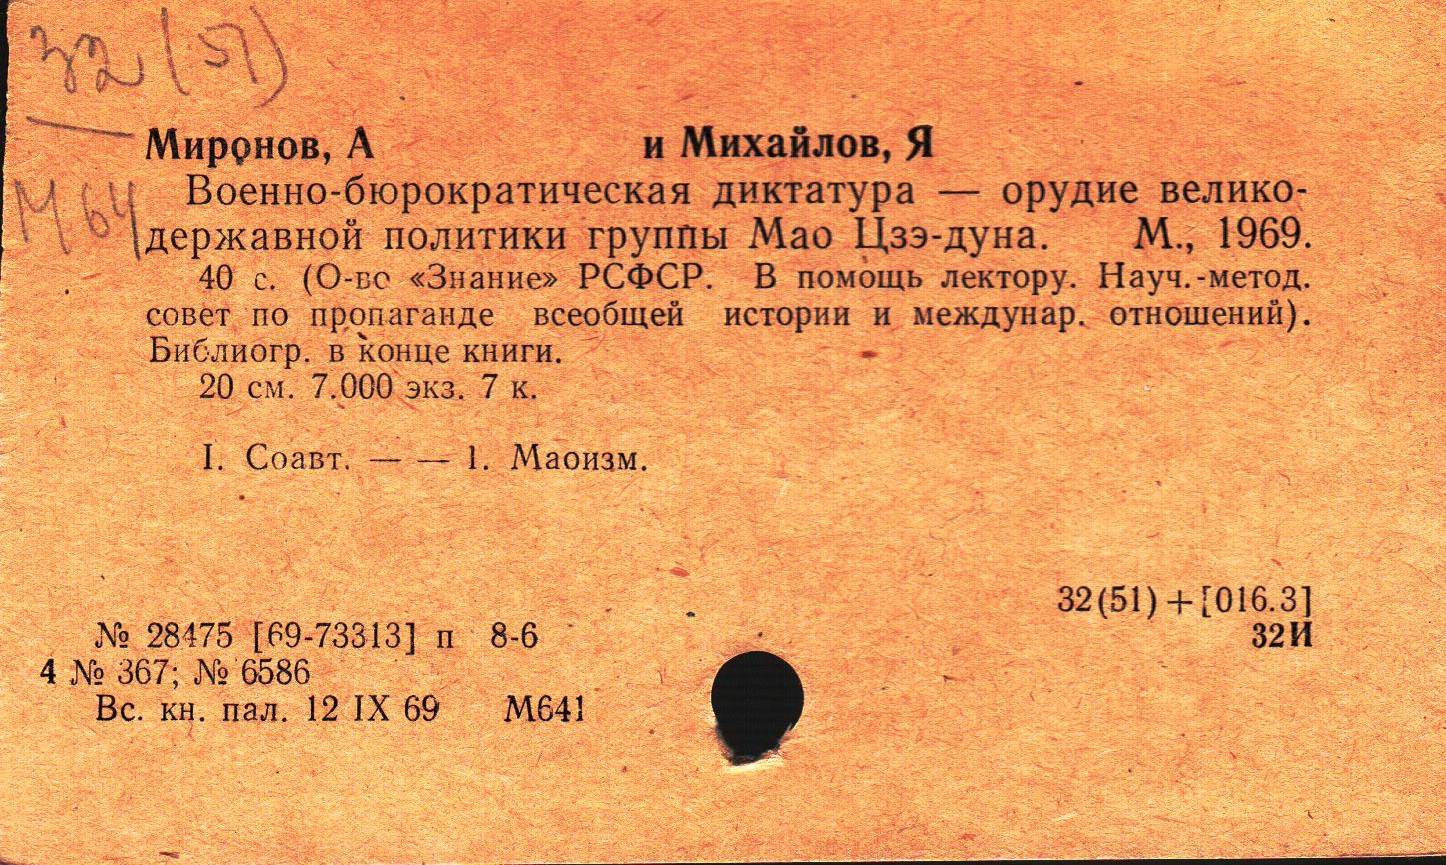 32(51)
М64
Миронов, А и Михайлов, Я
Военно-бюрократическая диктатура — орудие велико-
державной политики группы Мао Цзэ-дуна. М., 1969.
40 с. (О-во «Знание» РСФСР. В помощь лектору. Науч.-метод.
совет по пропаганде всеобщей истории и междунар. отношений).
Библиогр. в конце книги.
20 см. 7.000 экз. 7 к.
I. Соавт. — — 1. Маоизм.
32(51)+[016.3]
32И
№ 28475 [69-73313] п 8-6
4 № 367; № 6586
Вс. кн. пал. 12 IX 69 М641